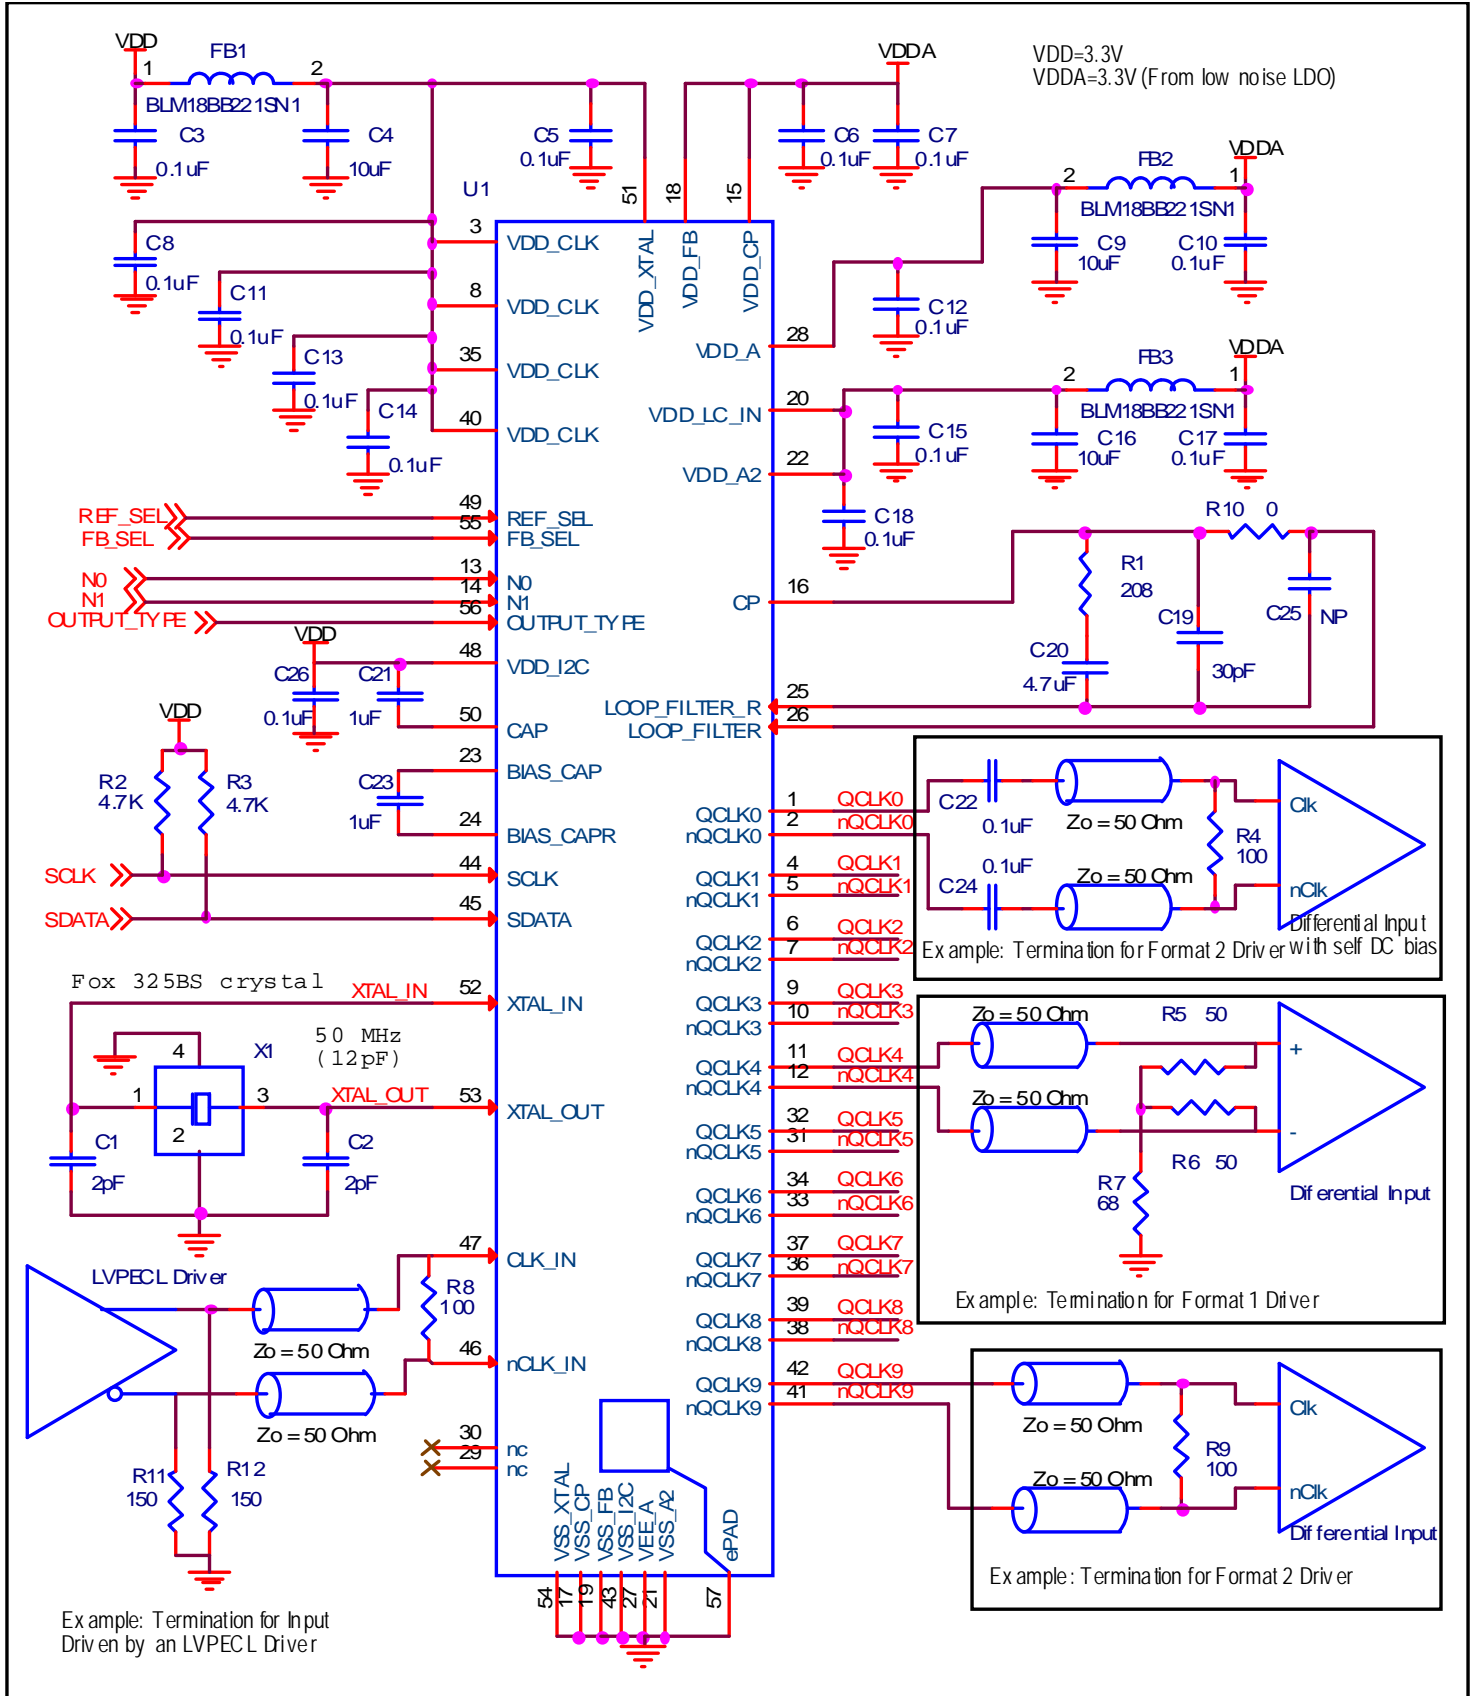 VDD
FB1
1
2
BLM18BB221SN1
C3
0.1uF
C4
10uF
C5
0.1uF
VDDA
C6
0.1uF
C7
0.1uF
VDD=3.3V
VDDA=3.3V (From low noise LDO)
VDDA
FB2
2
1
BLM18BB221SN1
C9
10uF
C10
0.1uF
C12
0.1uF
VDDA
FB3
2
1
BLM18BB221SN1
C15
0.1uF
C16
10uF
C17
0.1uF
C18
0.1uF
C8
0.1uF
C11
0.1uF
C13
0.1uF
C14
0.1uF
U1
51
VDD_XTAL
18
VDD_FB
15
VDD_CP
3
VDD_CLK
8
VDD_CLK
35
VDD_CLK
40
VDD_CLK
28
VDD_A
20
VDD_LC_IN
22
VDD_A2
REF_SEL
49
REF_SEL
FB_SEL
55
FB_SEL
N0
13
N0
N1
14
N1
OUTPUT_TYPE
56
OUTPUT_TYPE
VDD
48
VDD_I2C
C26
0.1uF
C21
1uF
50
CAP
23
BIAS_CAP
C23
1uF
24
BIAS_CAPR
VDD
R2
4.7K
R3
4.7K
SCLK
44
SCLK
SDATA
45
SDATA
16
CP
R10 0
R1
208
C19
30pF
C25
NP
C20
4.7uF
25
LOOP_FILTER_R
26
LOOP_FILTER
1
QCLK0
QCLK0
2
nQCLK0
nQCLK0
4
QCLK1
QCLK1
5
nQCLK1
nQCLK1
6
QCLK2
QCLK2
7
nQCLK2
nQCLK2
9
QCLK3
QCLK3
10
nQCLK3
nQCLK3
11
QCLK4
QCLK4
12
nQCLK4
nQCLK4
32
QCLK5
QCLK5
31
nQCLK5
nQCLK5
34
QCLK6
QCLK6
33
nQCLK6
nQCLK6
37
QCLK7
QCLK7
36
nQCLK7
nQCLK7
39
QCLK8
QCLK8
38
nQCLK8
nQCLK8
42
QCLK9
QCLK9
41
nQCLK9
nQCLK9
C22
0.1uF
Zo = 50 Ohm
Clk
R4
100
0.1uF
C24
Zo = 50 Ohm
nClk
Differential Input
with self DC bias
Example: Termination for Format 2 Driver
Zo = 50 Ohm
R5 50
+
Zo = 50 Ohm
-
R6 50
R7
68
Differential Input
Example: Termination for Format 1 Driver
Zo = 50 Ohm
Clk
R9
100
Zo = 50 Ohm
nClk
Differential Input
Example: Termination for Format 2 Driver
Fox 325BS crystal
XTAL_IN
52
XTAL_IN
50 MHz
(12pF)
4
X1
1
3
2
XTAL_OUT
53
XTAL_OUT
C1
2pF
C2
2pF
LVPECL Driver
47
CLK_IN
R8
100
Zo = 50 Ohm
46
nCLK_IN
Zo = 50 Ohm
R11
150
R12
150
30
nc
29
nc
VSS_XTAL
VSS_CP
VSS_FB
VSS_I2C
VEE_A
VSS_A2
ePAD
54
17
19
43
27
21
57
Example: Termination for Input
Driven by an LVPECL Driver